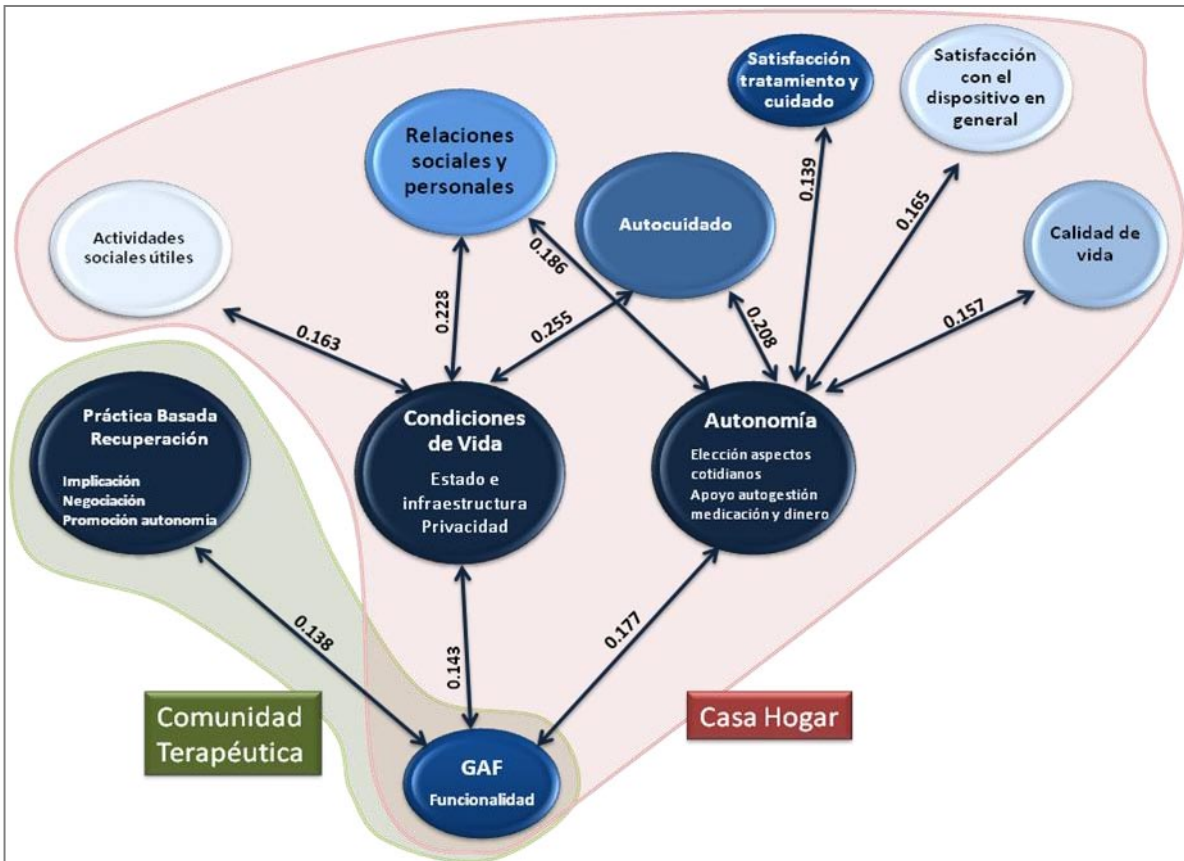 Satisfacción
tratamiento y
cuidado
Satisfacción
con el
dispositivo en
general
Relaciones
sociales y
personales
Autocuidado
Actividades
sociales útiles
Calidad de
vida
0.139
0.165
0.186
0.228
0.255
0.208
0.157
0.163
Práctica Basada
Recuperación
Implicación
Negociación
Promoción autonomía
Condiciones
de Vida
Estado e
infraestructura
Privacidad
Autonomía
Elección aspectos
cotidianos
Apoyo autogestión
medicación y dinero
0.138
0.143
0.177
Comunidad
Terapéutica
Casa Hogar
GAF
Funcionalidad